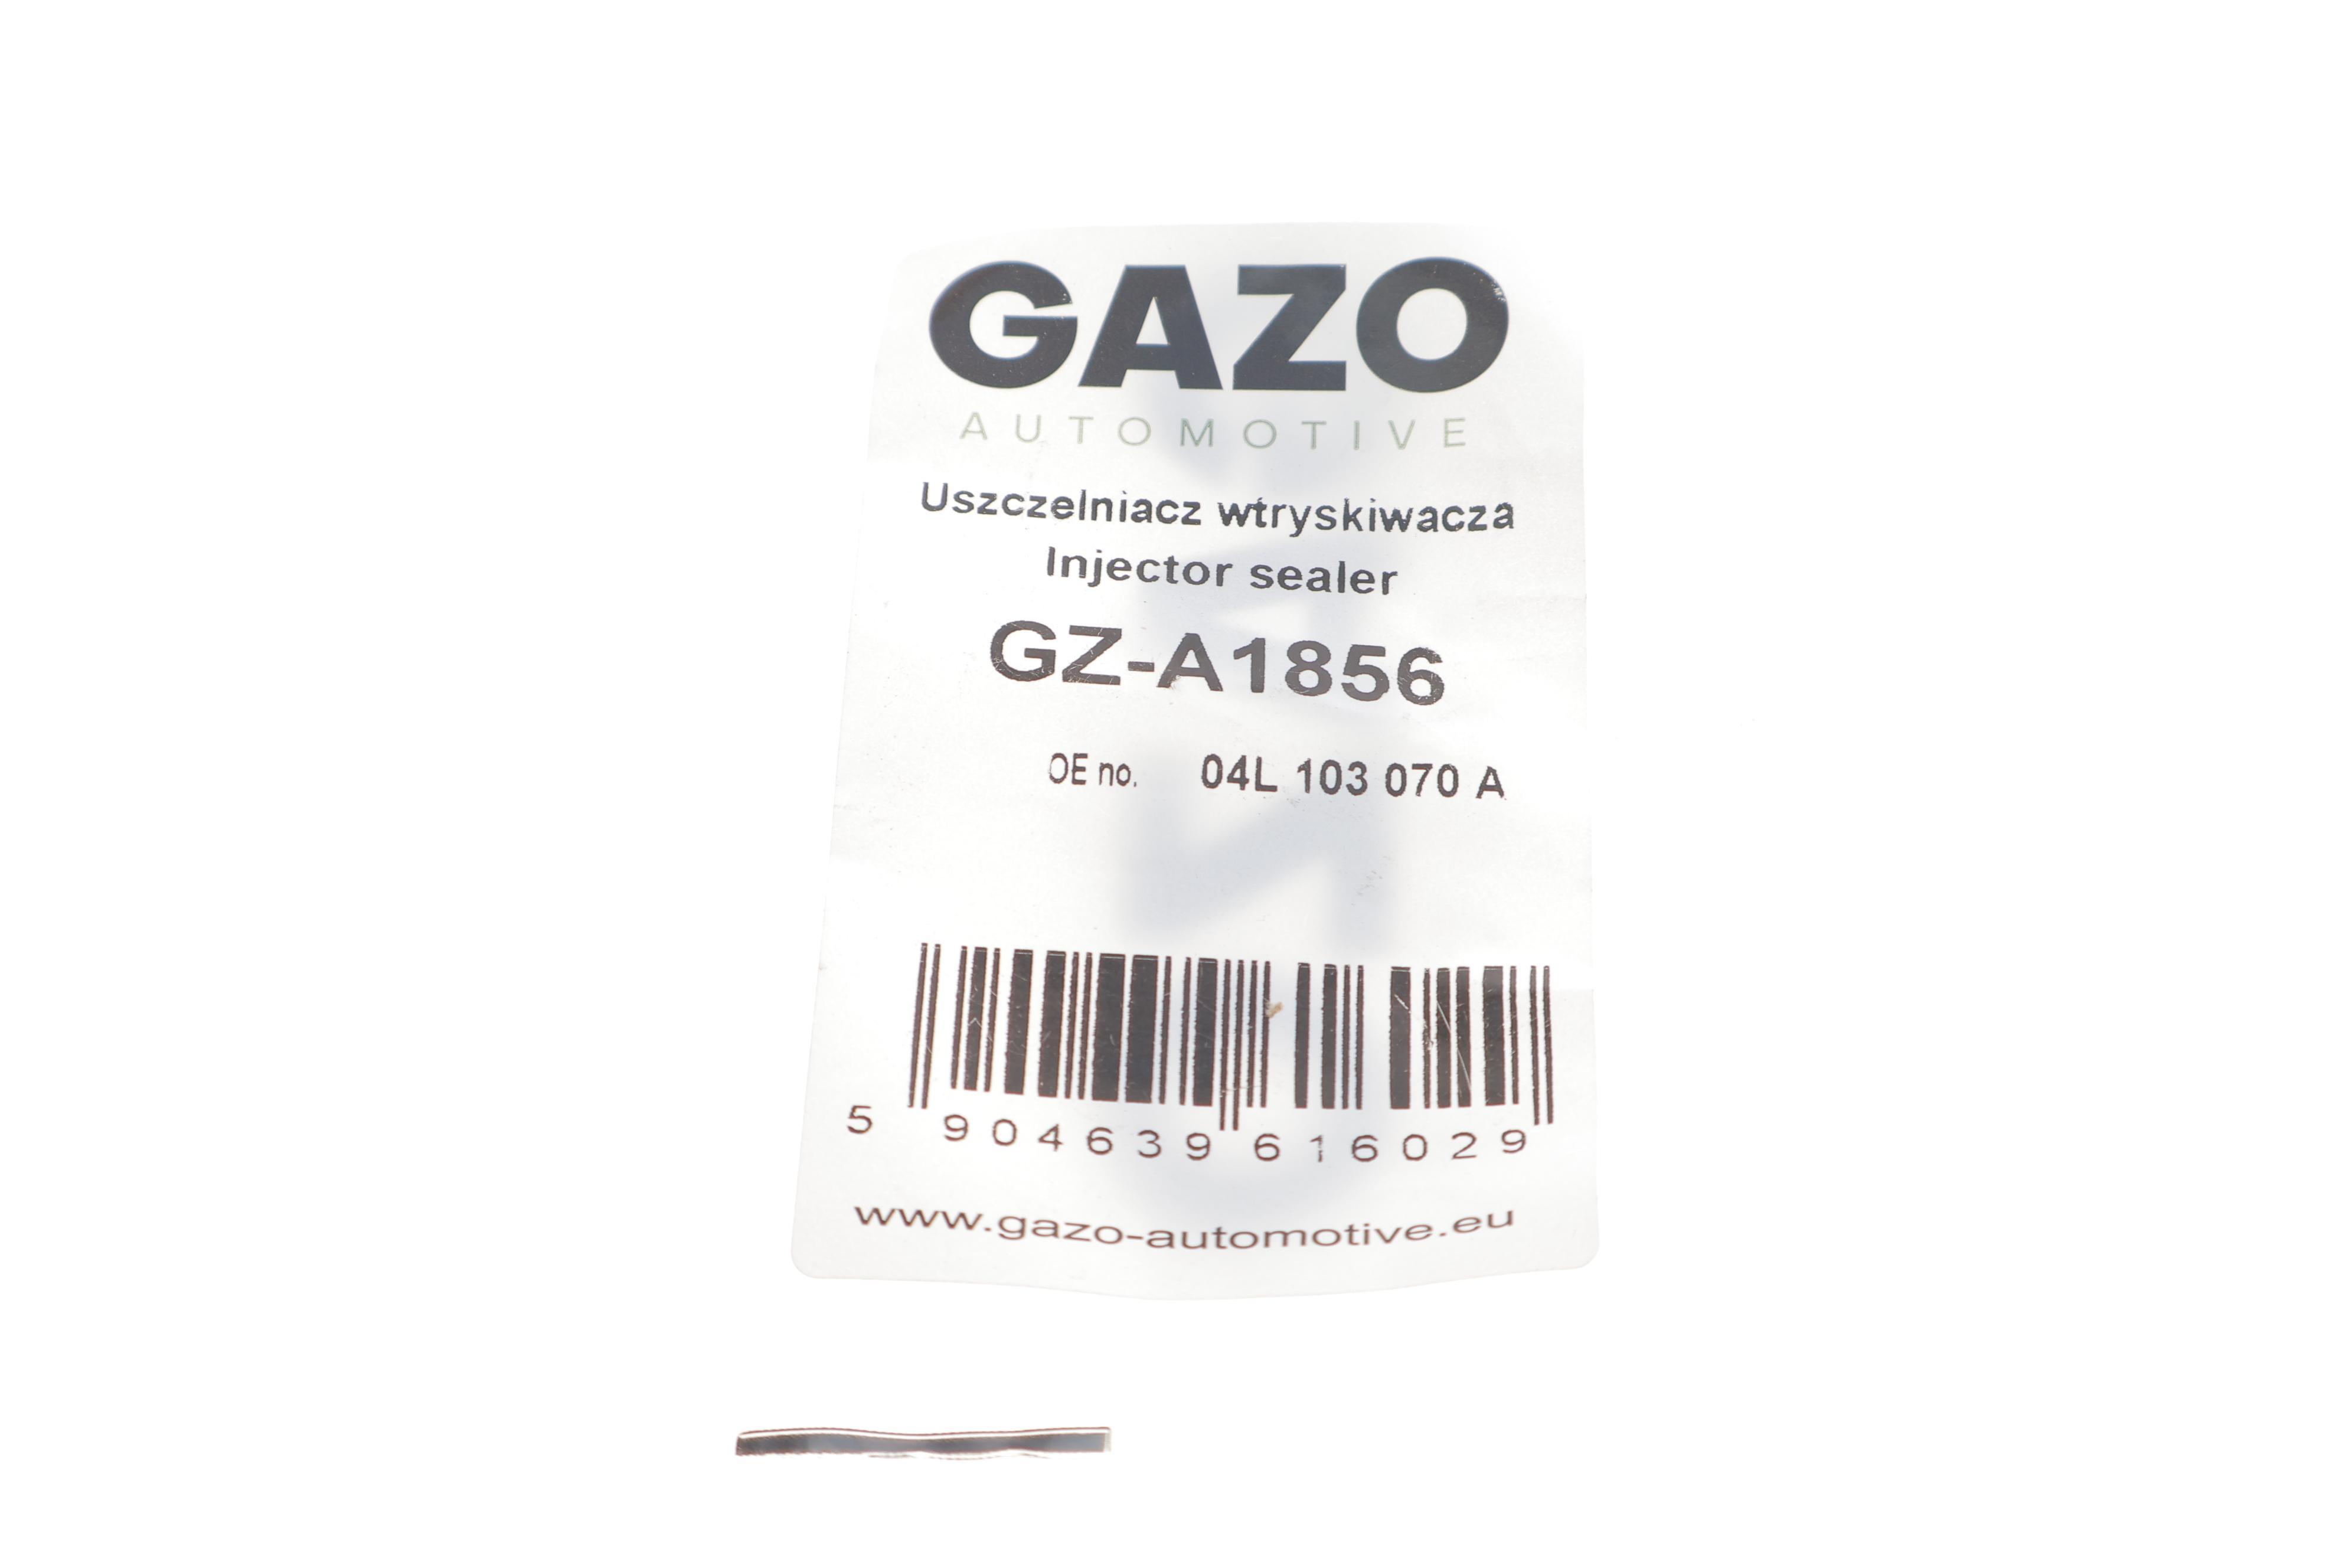 GAZO
AUTOMOTIVE
Uszczelniacz wtryskiwacza
Injector sealer
GZ-A1856
OE no. 04L 103 070 A
5 904639 616029
www.gazo-automotive.eu